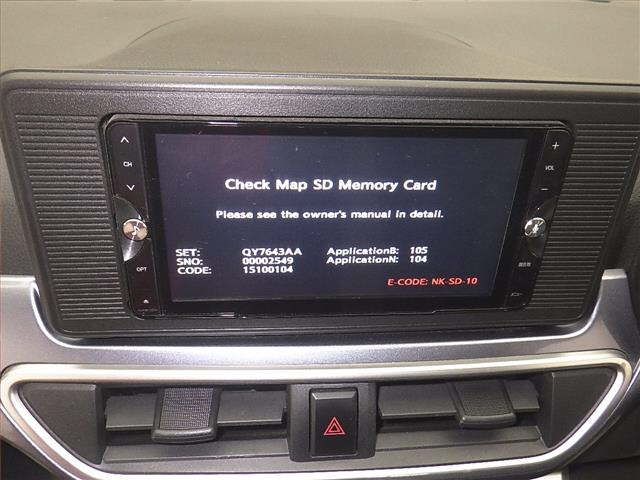 Check Map SD Memory Card
Please see the owner's manual in detail.
SET: QY7643AA ApplicationB: 105
SNO: 00002549 ApplicationN: 104
CODE: 15100104
E-CODE: NK-SD-10
CH
OPT
+
VOL
−